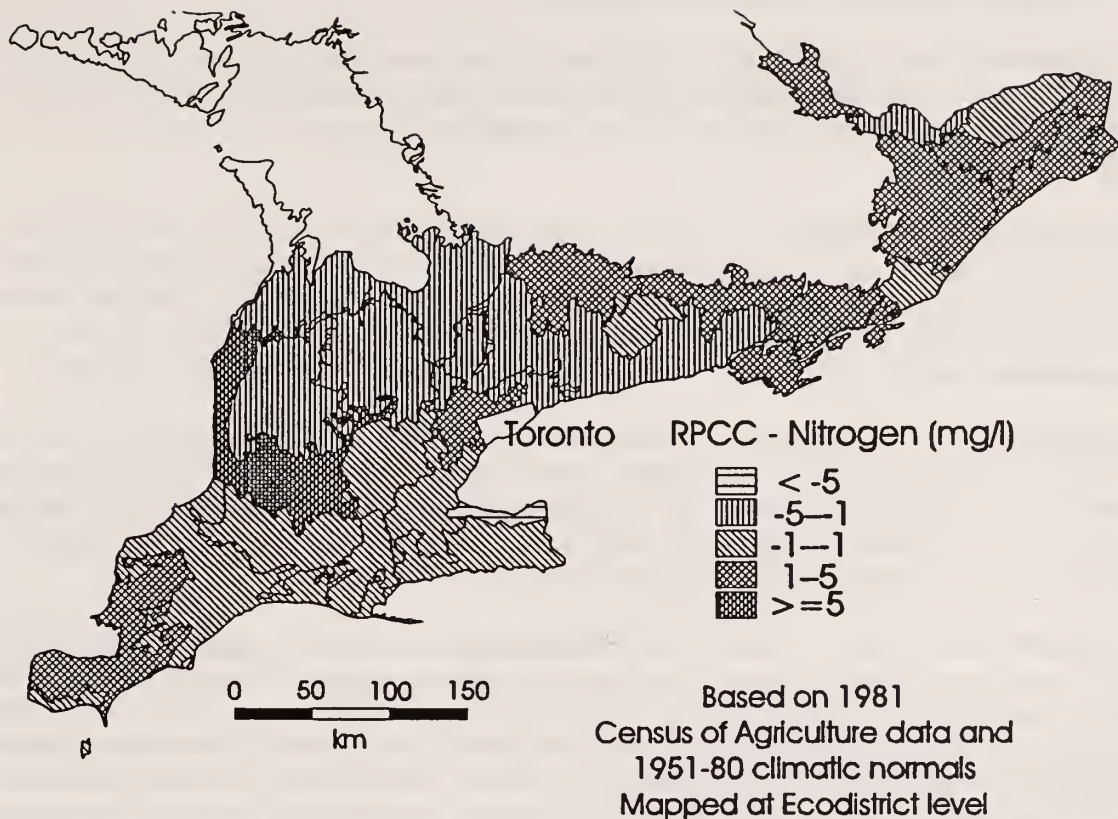 Toronto
RPCC - Nitrogen (mg/l)
< -5
-5—-1
-1—1
1–5
>=5
0 50 100 150
km
Based on 1981
Census of Agriculture data and
1951-80 climatic normals
Mapped at Ecodistrict level